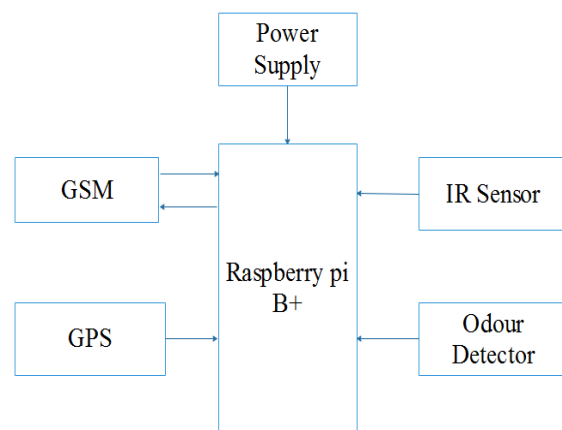 Power
Supply
GSM
IR Sensor
Raspberry pi
B+
GPS
Odour
Detector